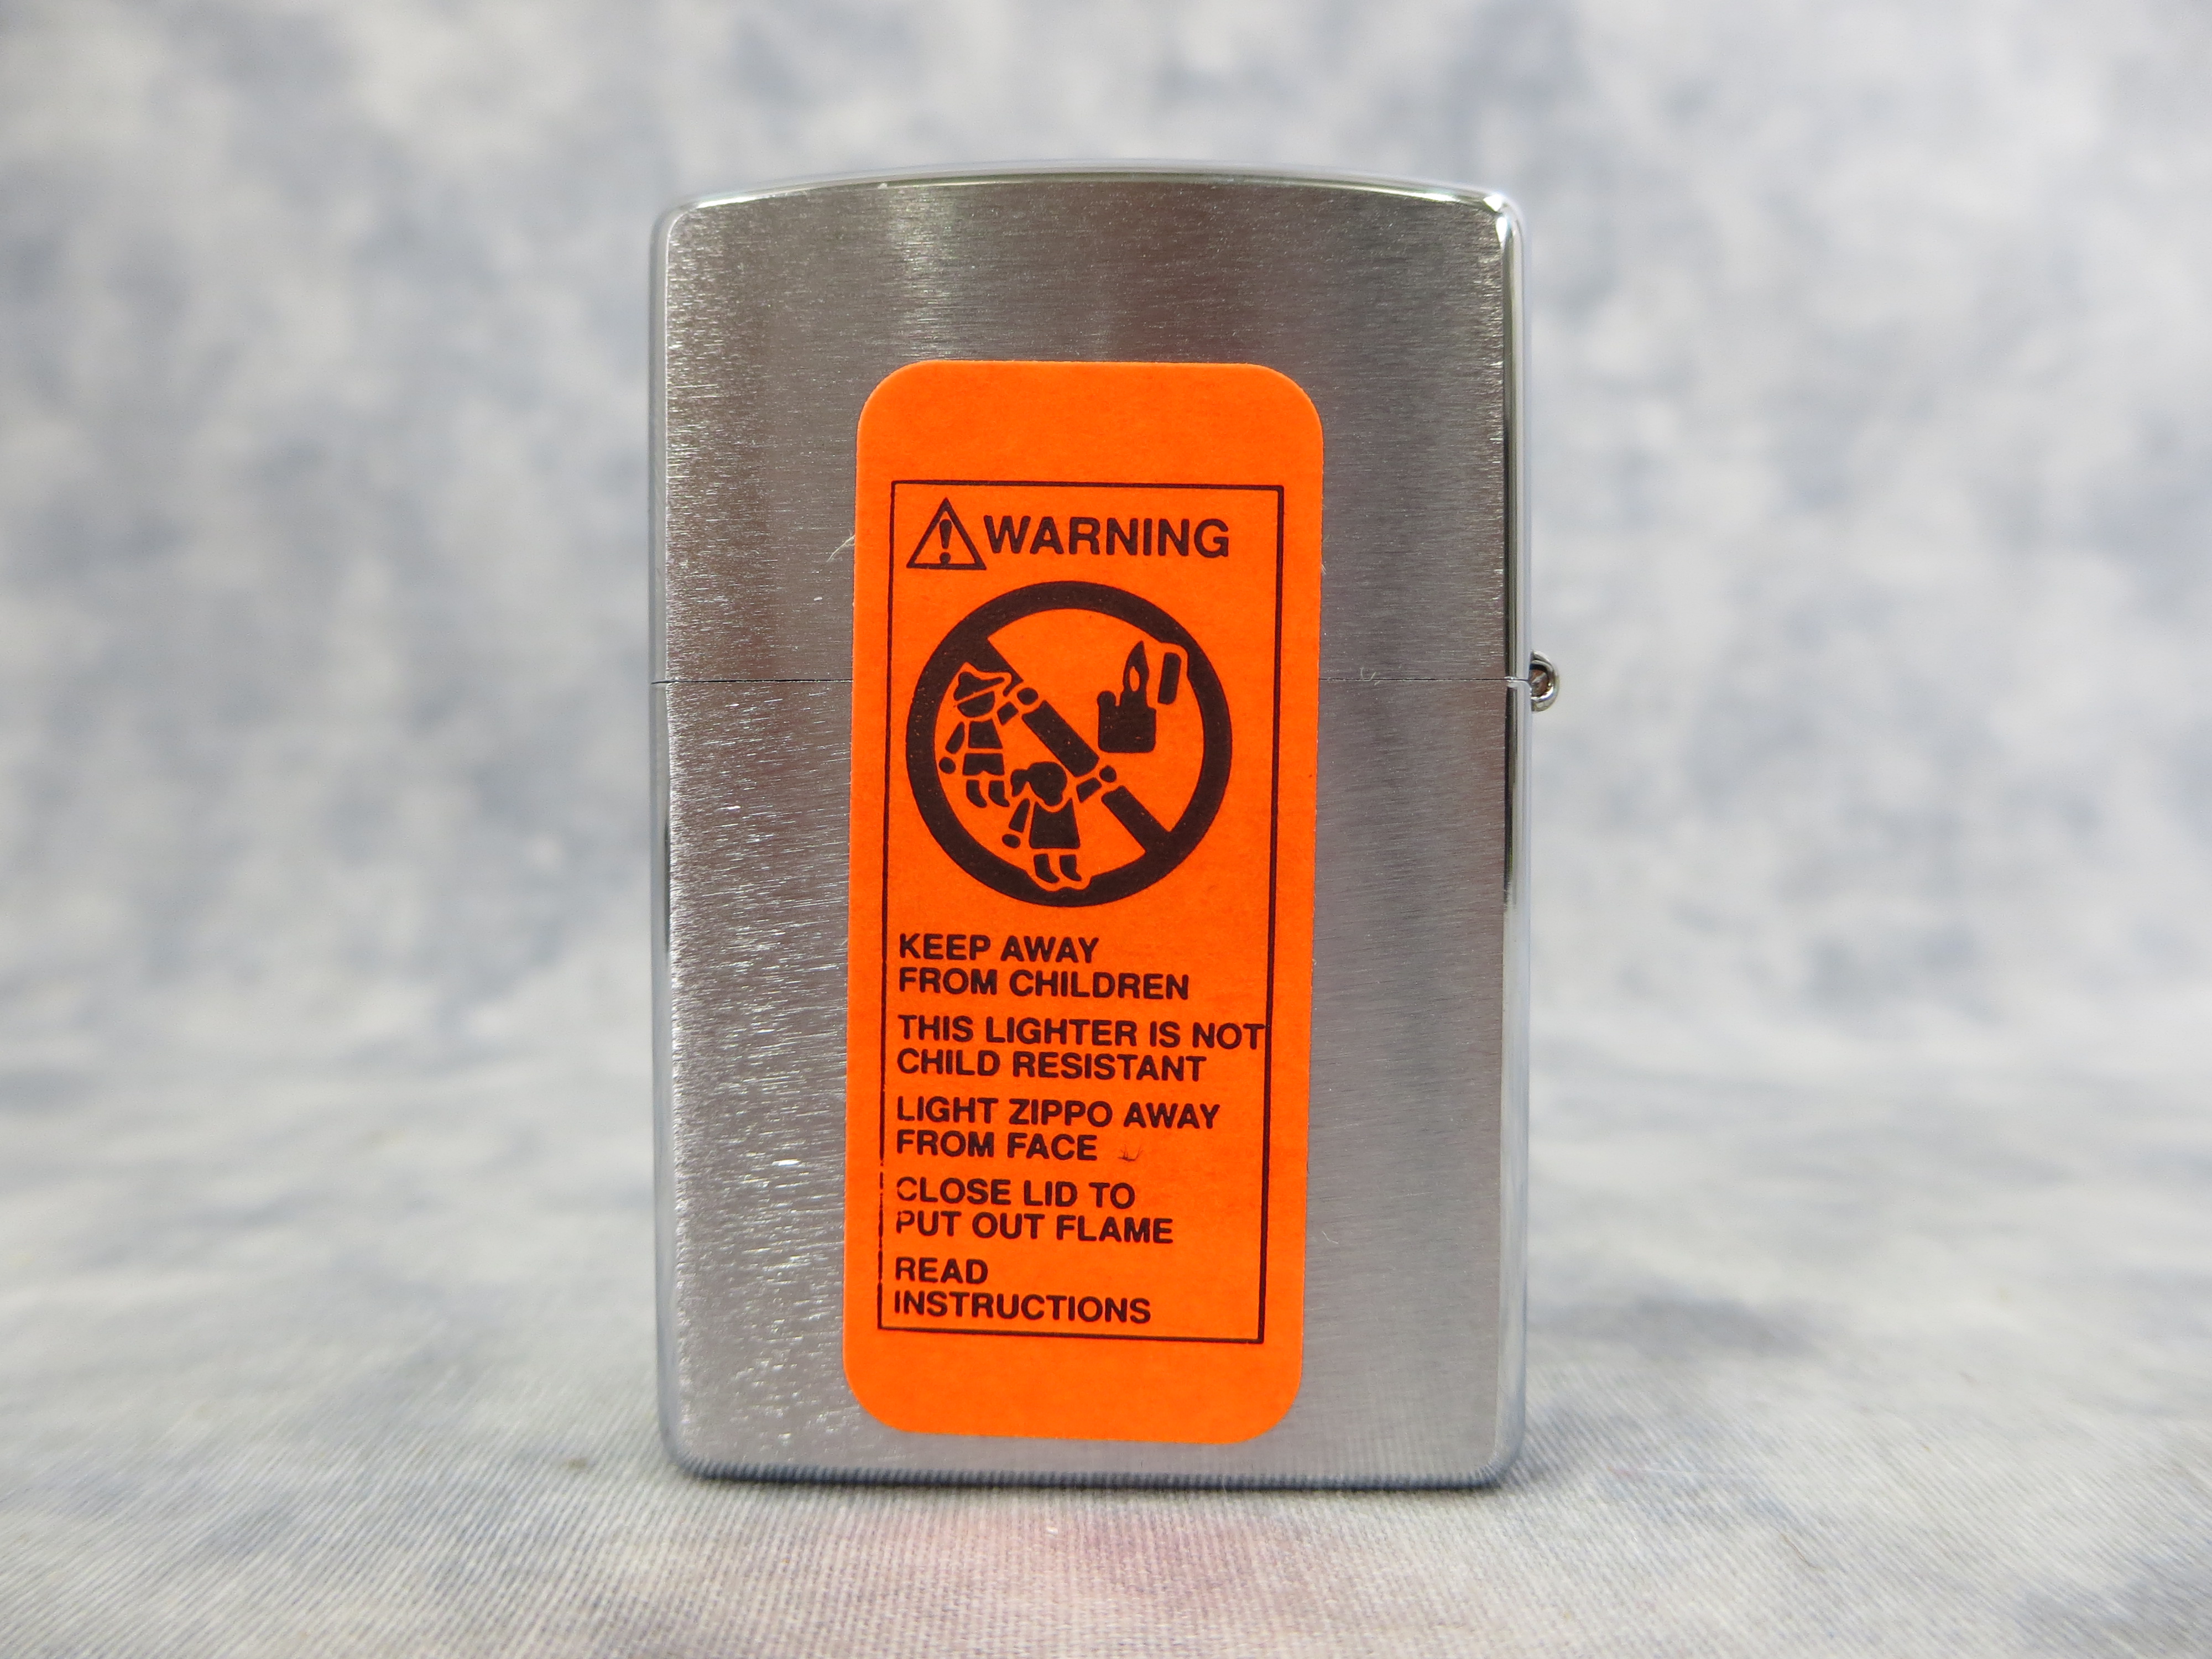 WARNING
KEEP AWAY
FROM CHILDREN
THIS LIGHTER IS NOT
CHILD RESISTANT
LIGHT ZIPPO AWAY
FROM FACE
CLOSE LID TO
PUT OUT FLAME
READ
INSTRUCTIONS